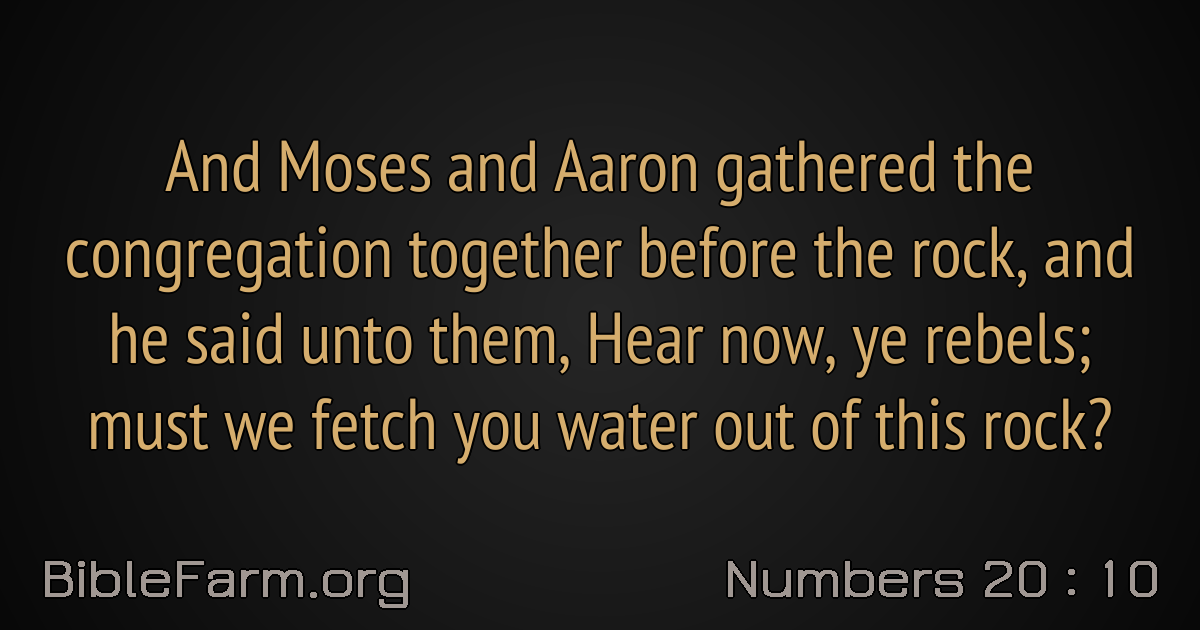 And Moses and Aaron gathered the
congregation together before the rock, and
he said unto them, Hear now, ye rebels;
must we fetch you water out of this rock?
BibleFarm.org
Numbers 20 : 10